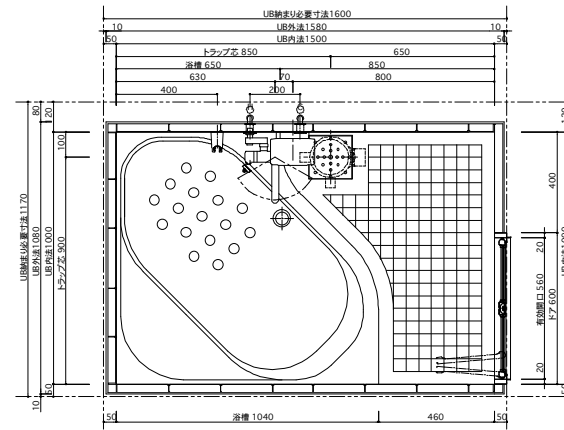 UB納まり必要寸法1600
10 UB外法1580 10
50 UB内法1500 50
トラップ芯 850 650
浴槽 650 850
630 70 800
400 200
80 120
100
UB納まり必要寸法1170
UB外法1080
UB内法1000
トラップ芯 900
10 50
400
20
有効開口 560
ドア 600
20
50 浴槽 1040 460 50